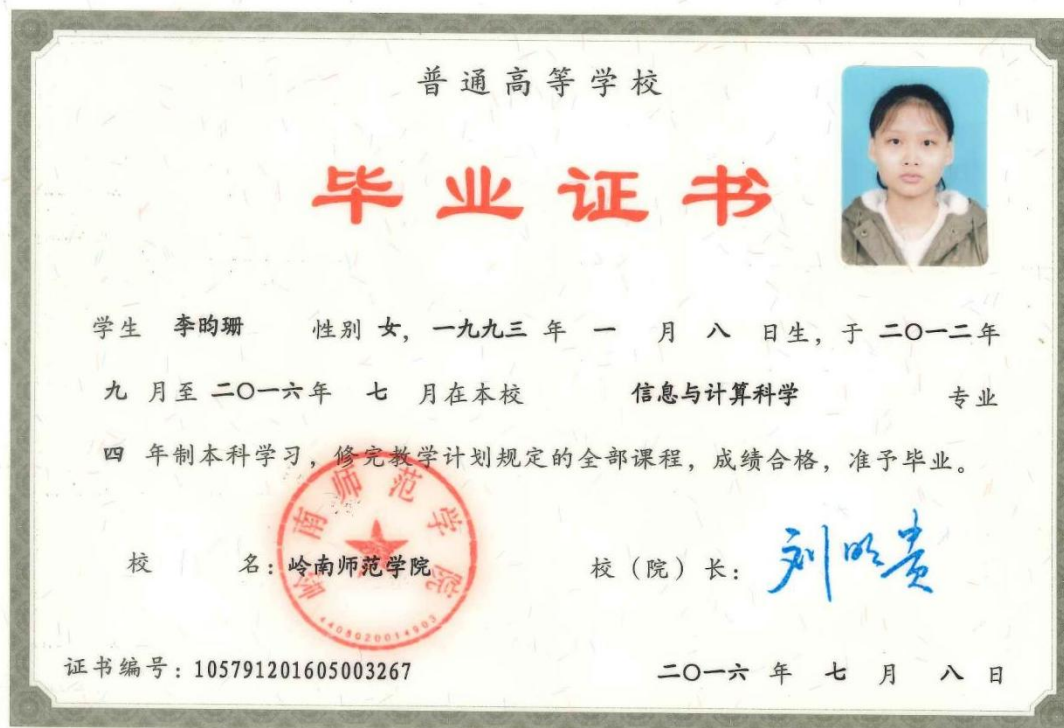 普通高等学校
毕业证书
学生 李昀珊 性别 女，一九九三 年 一 月 八 日生，于 二〇一二年
九 月至 二〇一六年 七 月在本校 信息与计算科学 专业
四 年制本科学习，修完教学计划规定的全部课程，成绩合格，准予毕业。
岭南师范学院
校 名：岭南师范学院 校（院）长：刘明贵
4408020014903
证书编号：105791201605003267 二〇一六 年 七 月 八 日